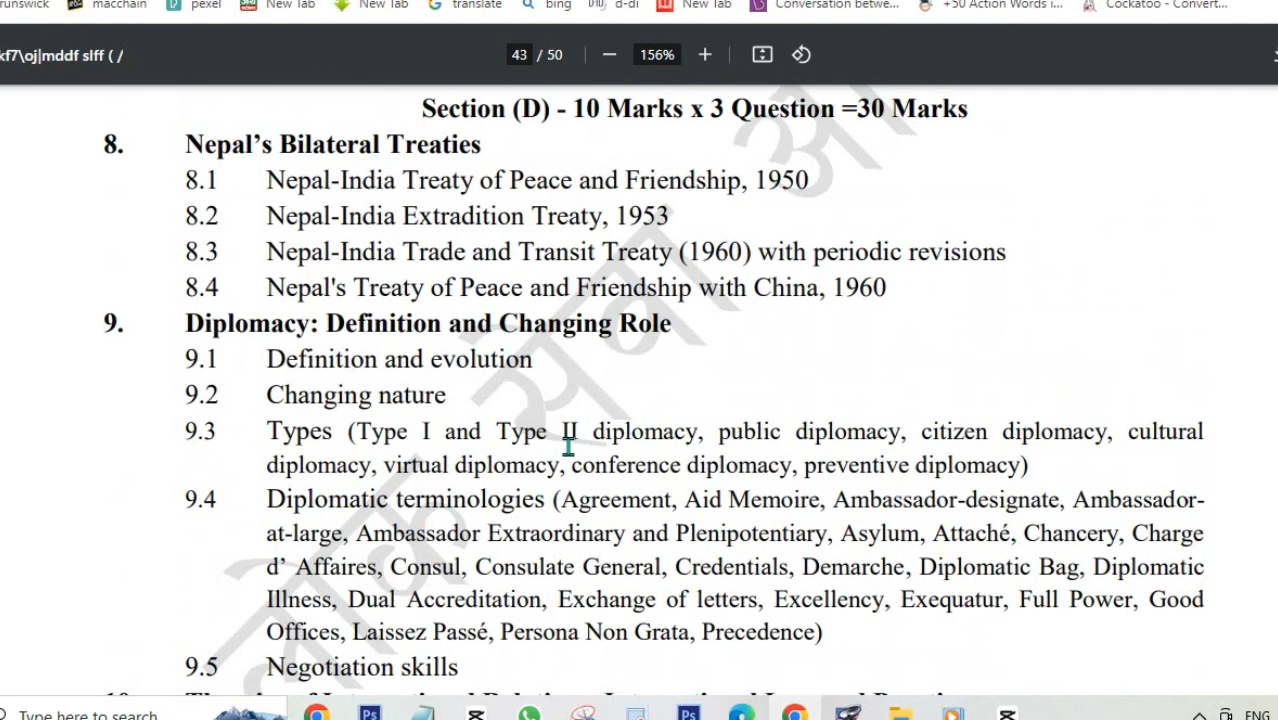 runswick macchain pexel New Tab New Tab translate bing d-di New Tab Conversation betwe... +50 Action Words i... Cockatoo - Convert...
kf7\oj|mddf slff ( /
43 / 50 156%
Section (D) - 10 Marks x 3 Question =30 Marks
8. Nepal’s Bilateral Treaties
8.1 Nepal-India Treaty of Peace and Friendship, 1950
8.2 Nepal-India Extradition Treaty, 1953
8.3 Nepal-India Trade and Transit Treaty (1960) with periodic revisions
8.4 Nepal's Treaty of Peace and Friendship with China, 1960
9. Diplomacy: Definition and Changing Role
9.1 Definition and evolution
9.2 Changing nature
9.3 Types (Type I and Type II diplomacy, public diplomacy, citizen diplomacy, cultural
diplomacy, virtual diplomacy, conference diplomacy, preventive diplomacy)
9.4 Diplomatic terminologies (Agreement, Aid Memoire, Ambassador-designate, Ambassador-
at-large, Ambassador Extraordinary and Plenipotentiary, Asylum, Attaché, Chancery, Charge
d’ Affaires, Consul, Consulate General, Credentials, Demarche, Diplomatic Bag, Diplomatic
Illness, Dual Accreditation, Exchange of letters, Excellency, Exequatur, Full Power, Good
Offices, Laissez Passé, Persona Non Grata, Precedence)
9.5 Negotiation skills
लोक सेवा
Type here to search ENG